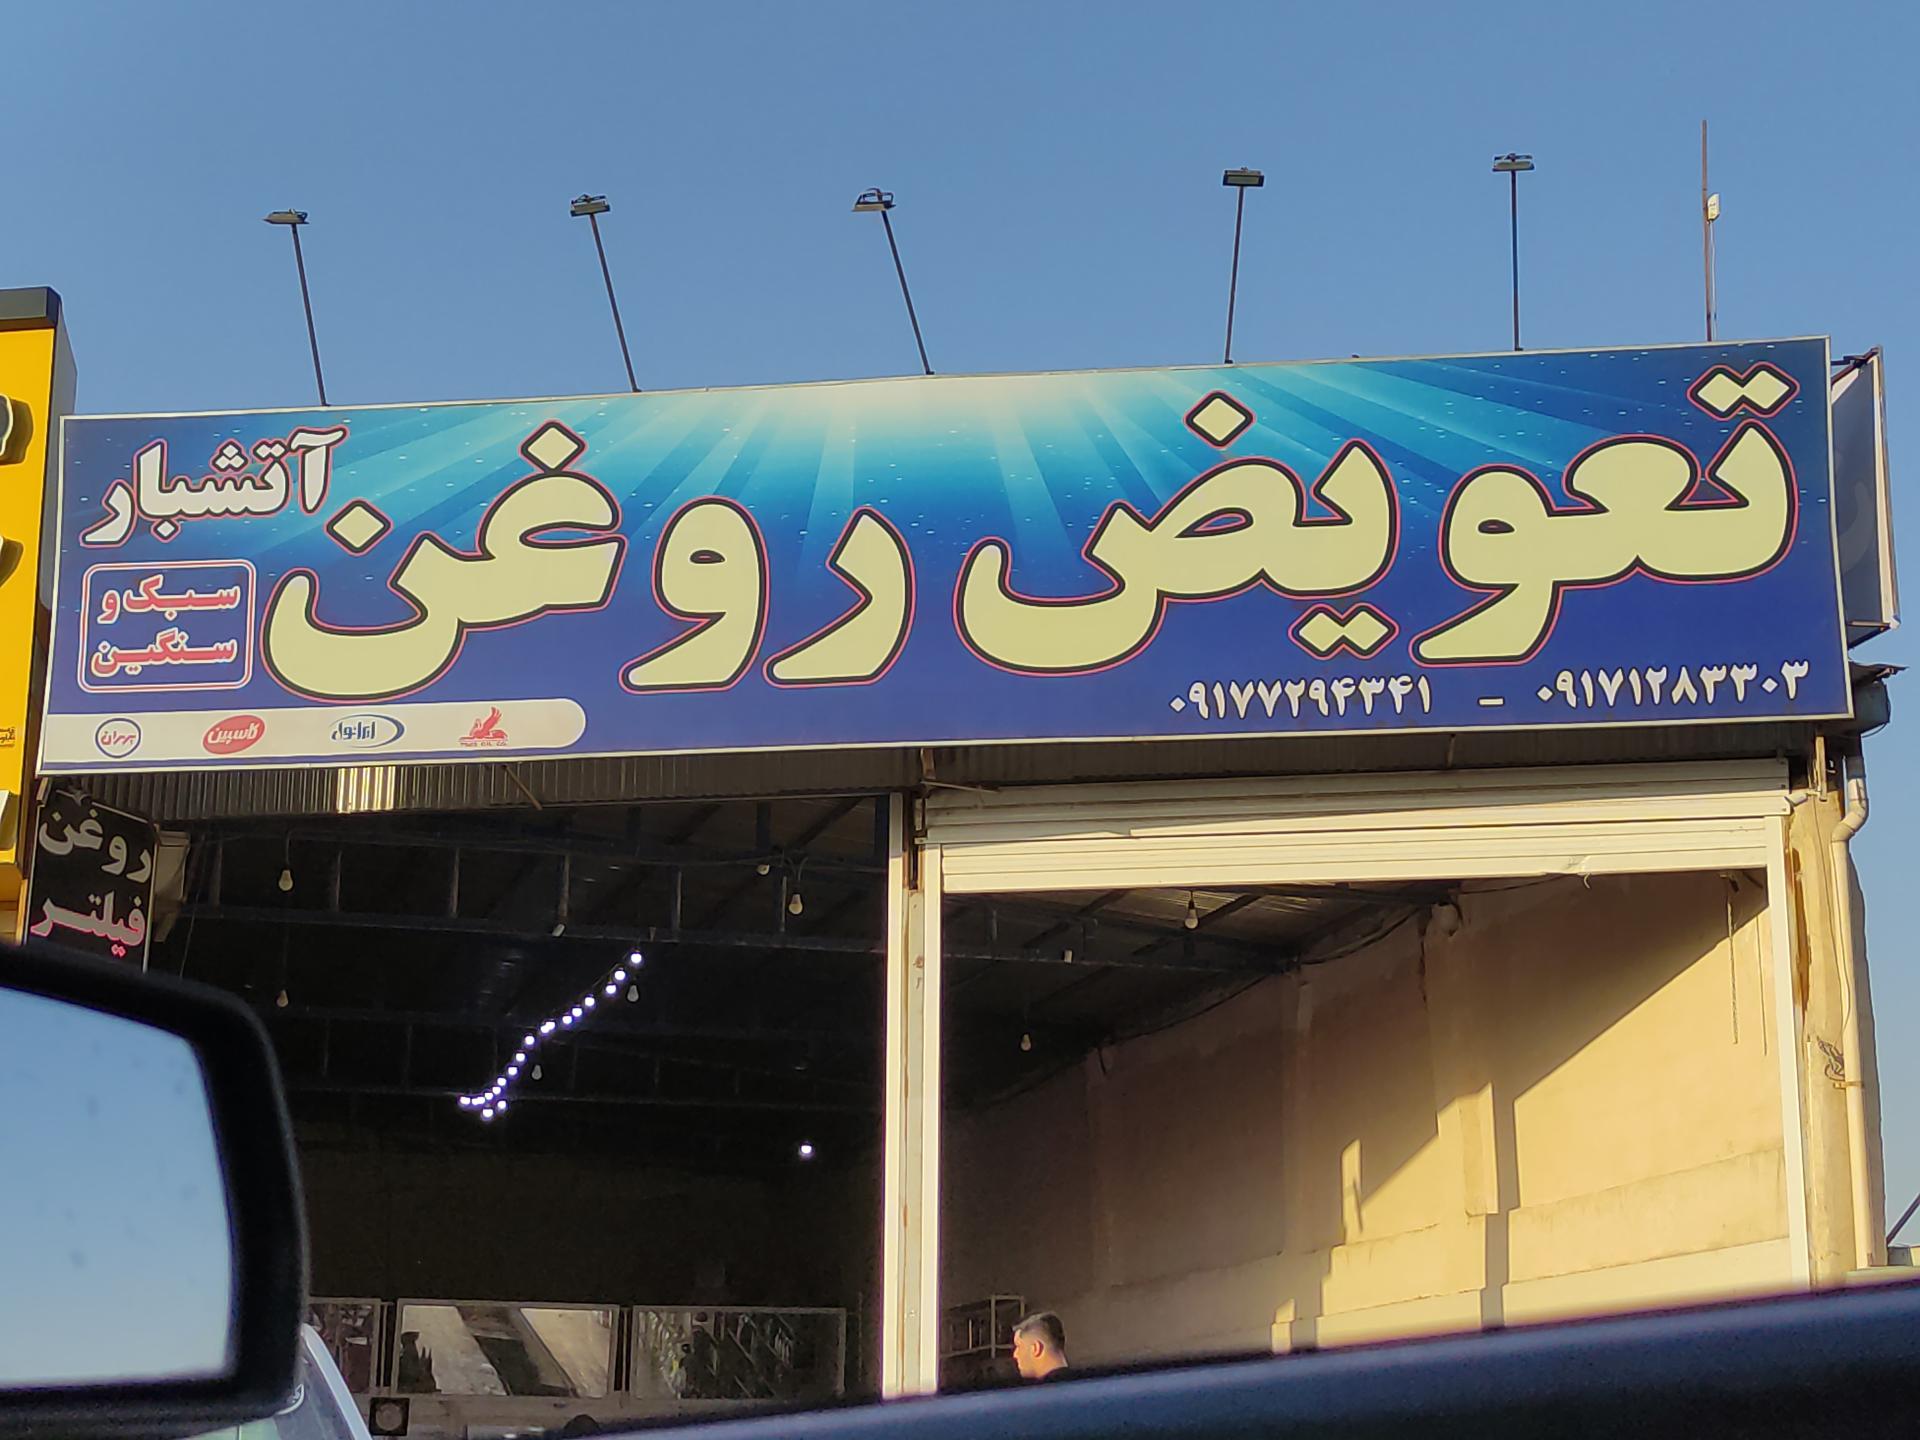 تعویض روغن
آتشبار
سبک و
سنگین
۰۹۱۷۱۲۸۳۳۰۳ – ۰۹۱۷۷۲۹۴۳۴۱
ایرانول
کاسپین
بهران
روغن
فیلتر